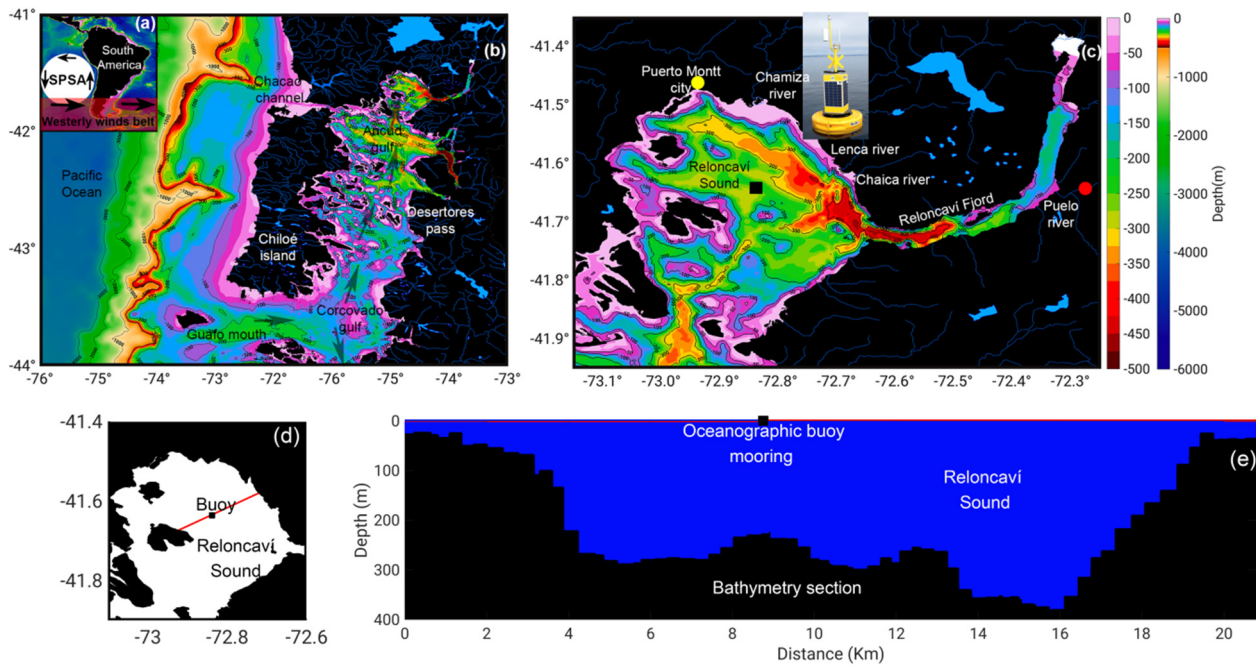 (a)
South
America
SPSA
Westerly winds belt
(b)
Chacao
channel
Ancud
gulf
Pacific
Ocean
Desertores
pass
Chiloé
island
Corcovado
gulf
Guafo mouth
-41°
-42°
-43°
-44°
-76°
-75°
-74°
-76°
-75°
-74°
-73°
-73°
(c)
Puerto Montt
city
Chamiza
river
Lenca river
Chaica river
Reloncaví
Sound
Reloncaví Fjord
Puelo
river
-41.4°
-41.5°
-41.6°
-41.7°
-41.8°
-41.9°
-73.1°
-73.0°
-72.9°
-72.8°
-72.7°
-72.6°
-72.5°
-72.4°
-72.3°
0
-50
-100
-150
-200
-250
-300
-350
-400
-450
-500
0
-1000
-2000
-3000
-4000
-5000
-6000
Depth(m)
(d)
-41.4
-41.6
-41.8
-73
-72.8
-72.6
Buoy
Reloncaví
Sound
(e)
Oceanographic buoy
mooring
Reloncaví
Sound
Bathymetry section
Depth (m)
0
100
200
300
400
0
2
4
6
8
10
12
14
16
18
20
Distance (Km)